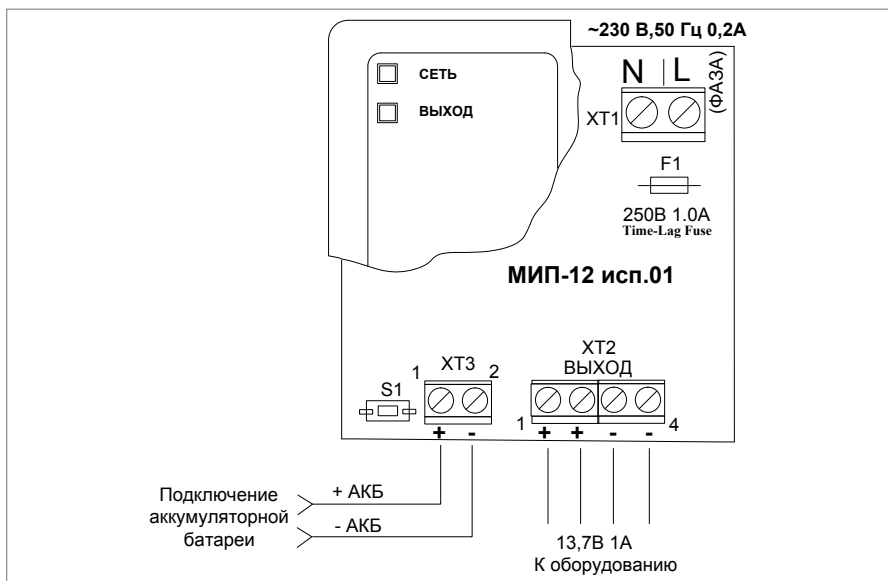 ~230 В,50 Гц 0,2А
СЕТЬ
ВЫХОД
N | L
(ФАЗА)
XT1
F1
250В 1.0А
Time-Lag Fuse
МИП-12 исп.01
XT3
1 2
S1
+ -
XT2
ВЫХОД
1 4
+ + - -
Подключение
аккумуляторной
батареи
+ АКБ
- АКБ
13,7В 1А
К оборудованию